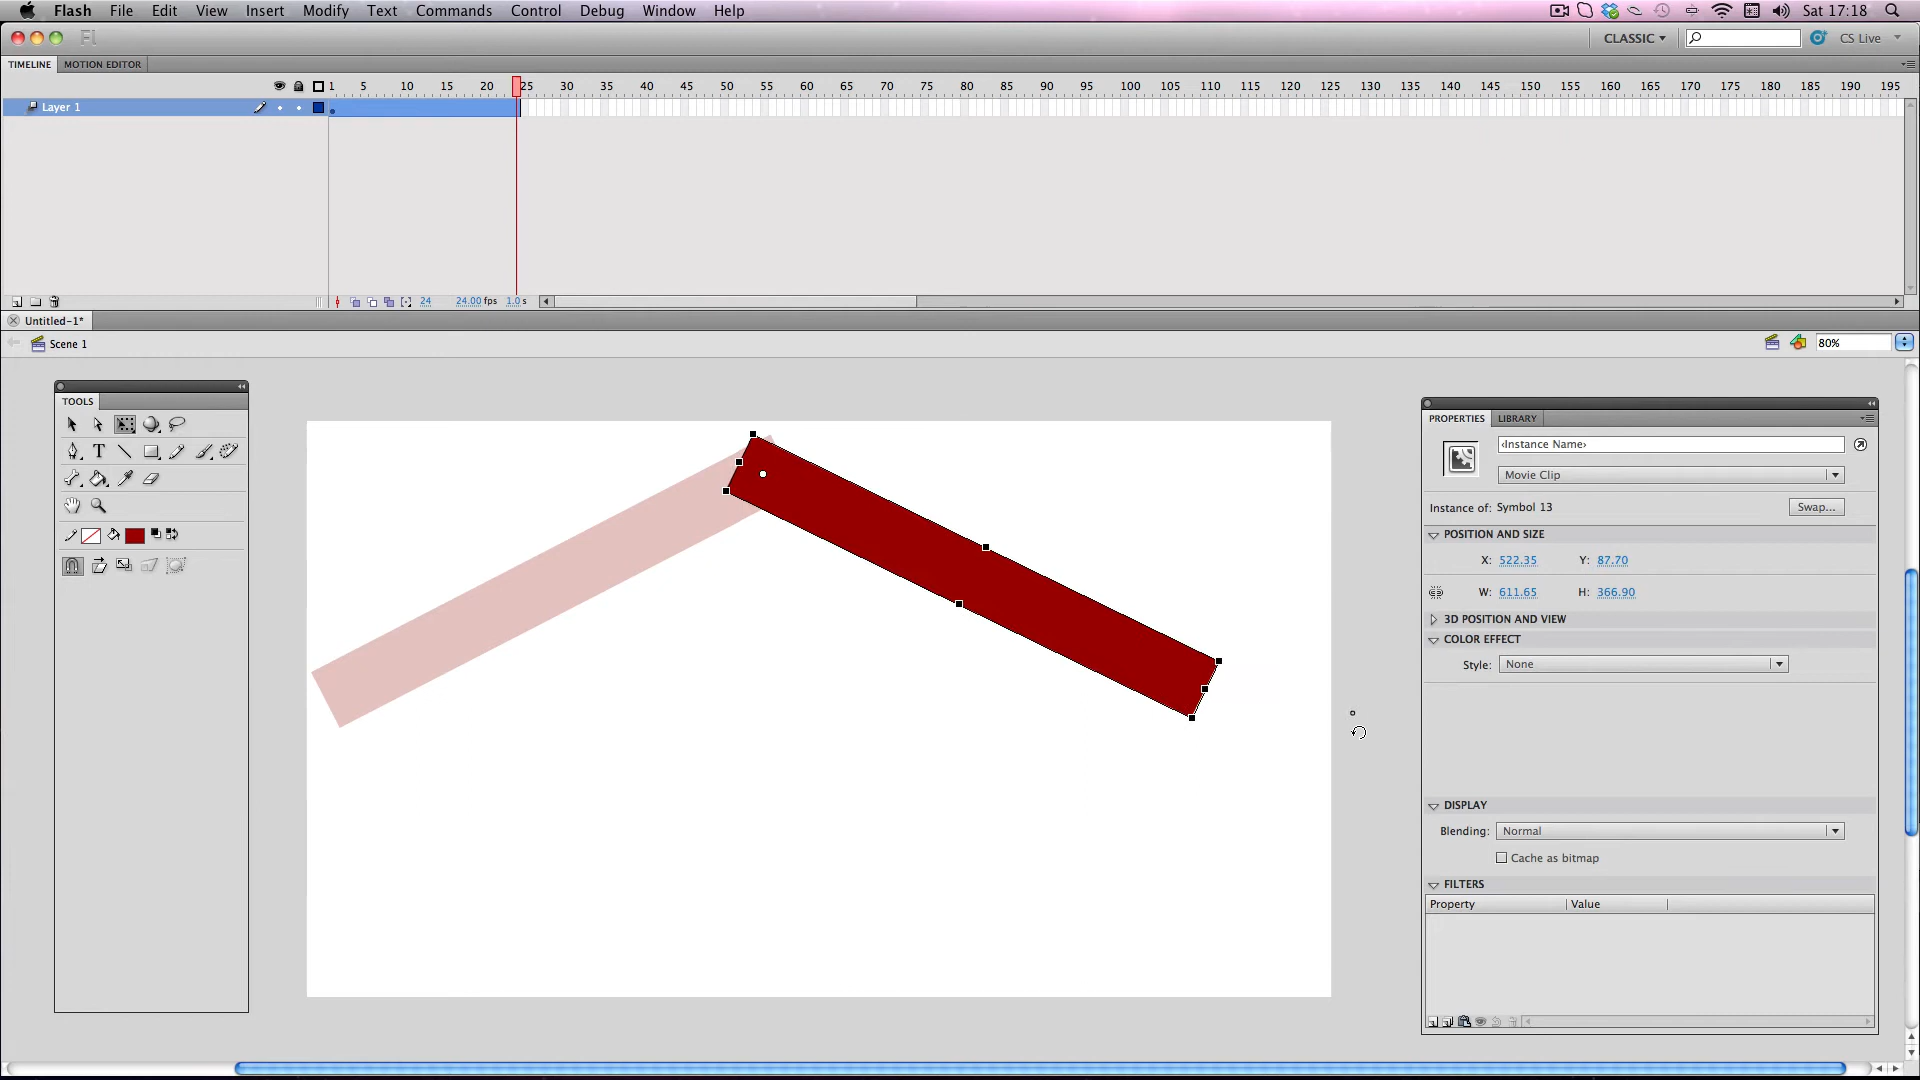 Flash File Edit View Insert Modify Text Commands Control Debug Window Help Sat 17:18
Fl CLASSIC CS Live
TIMELINE MOTION EDITOR
1 5 10 15 20 25 30 35 40 45 50 55 60 65 70 75 80 85 90 95 100 105 110 115 120 125 130 135 140 145 150 155 160 165 170 175 180 185 190 195
Layer 1
24 24.00 fps 1.0 s
Untitled-1*
Scene 1 80%
TOOLS
T
PROPERTIES LIBRARY
<Instance Name>
Movie Clip
Instance of: Symbol 13 Swap...
POSITION AND SIZE
X: 522.35 Y: 87.70
W: 611.65 H: 366.90
3D POSITION AND VIEW
COLOR EFFECT
Style: None
DISPLAY
Blending: Normal
Cache as bitmap
FILTERS
Property Value